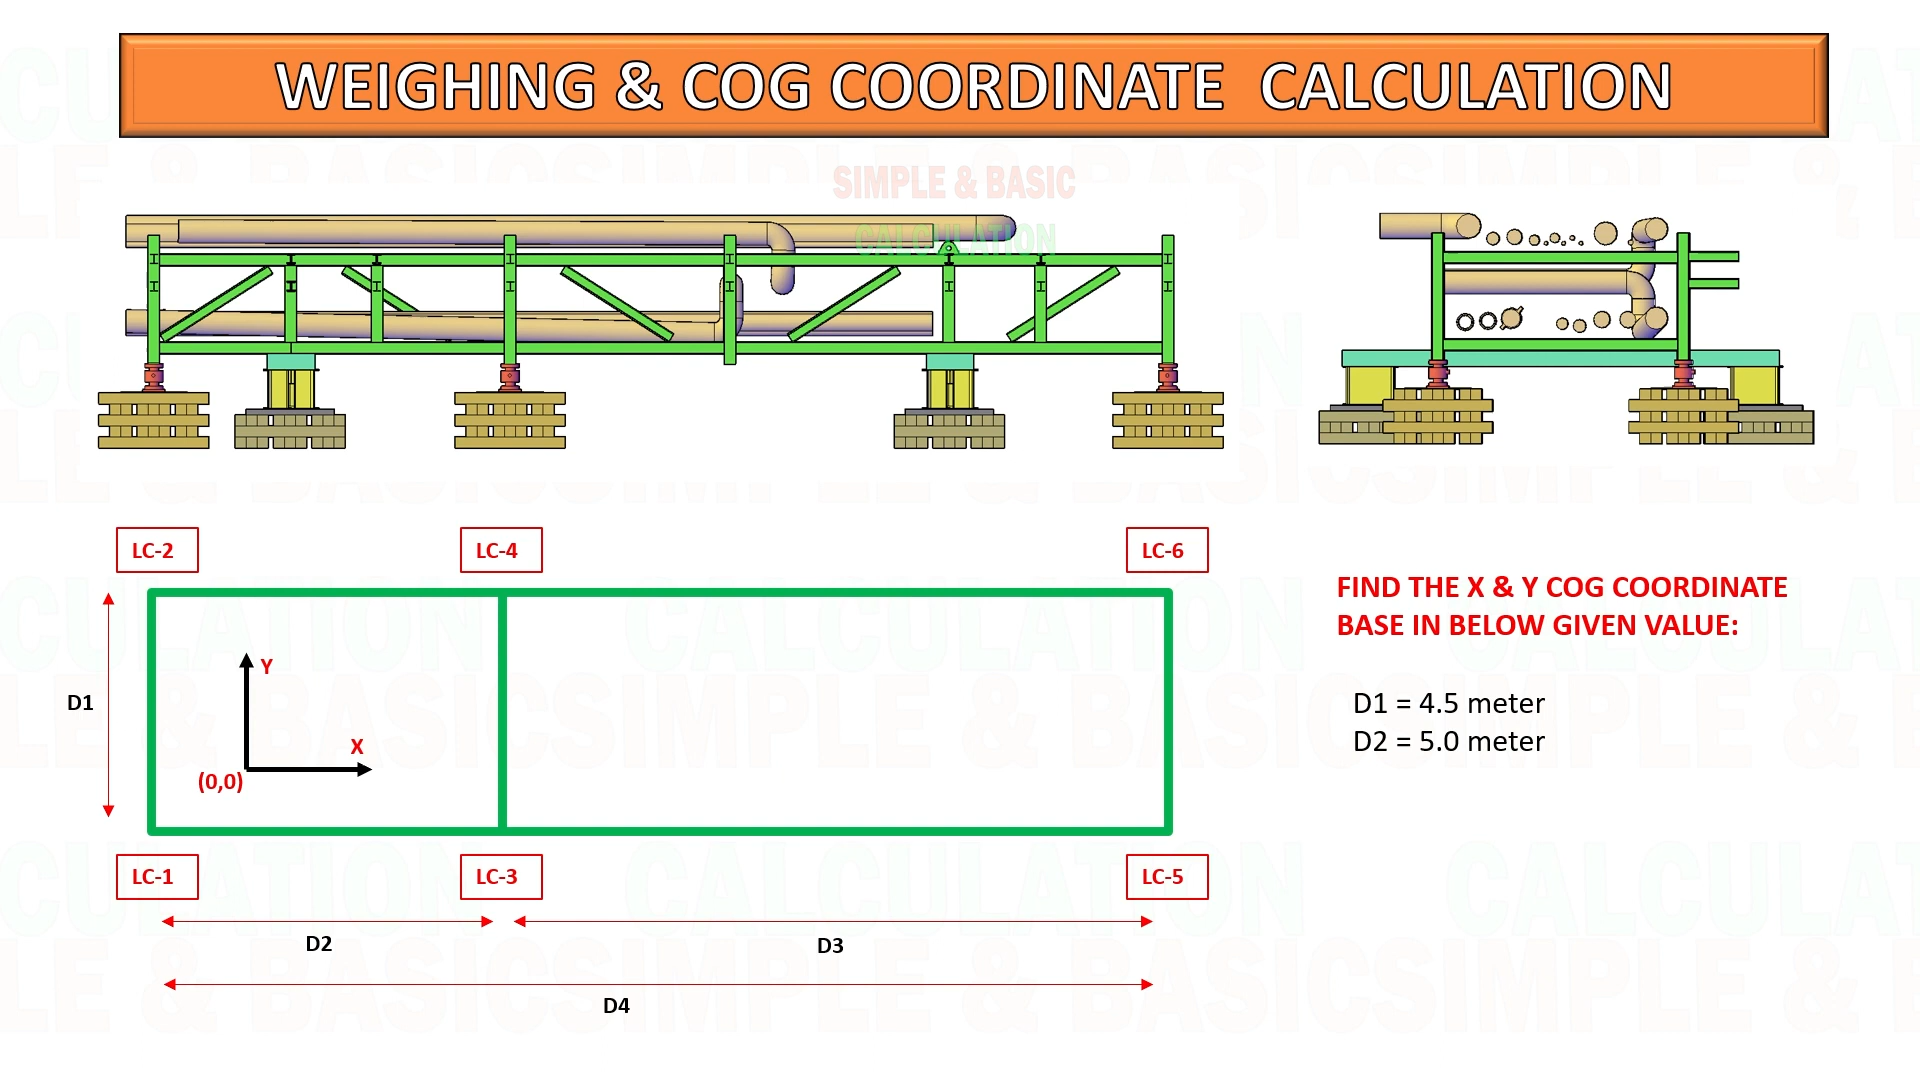 WEIGHING & COG COORDINATE CALCULATION
SIMPLE & BASIC
CALCULATION
LC-2
LC-4
LC-6
FIND THE X & Y COG COORDINATE
BASE IN BELOW GIVEN VALUE:
Y
D1
D1 = 4.5 meter
D2 = 5.0 meter
X
(0,0)
LC-1
LC-3
LC-5
D2
D3
D4